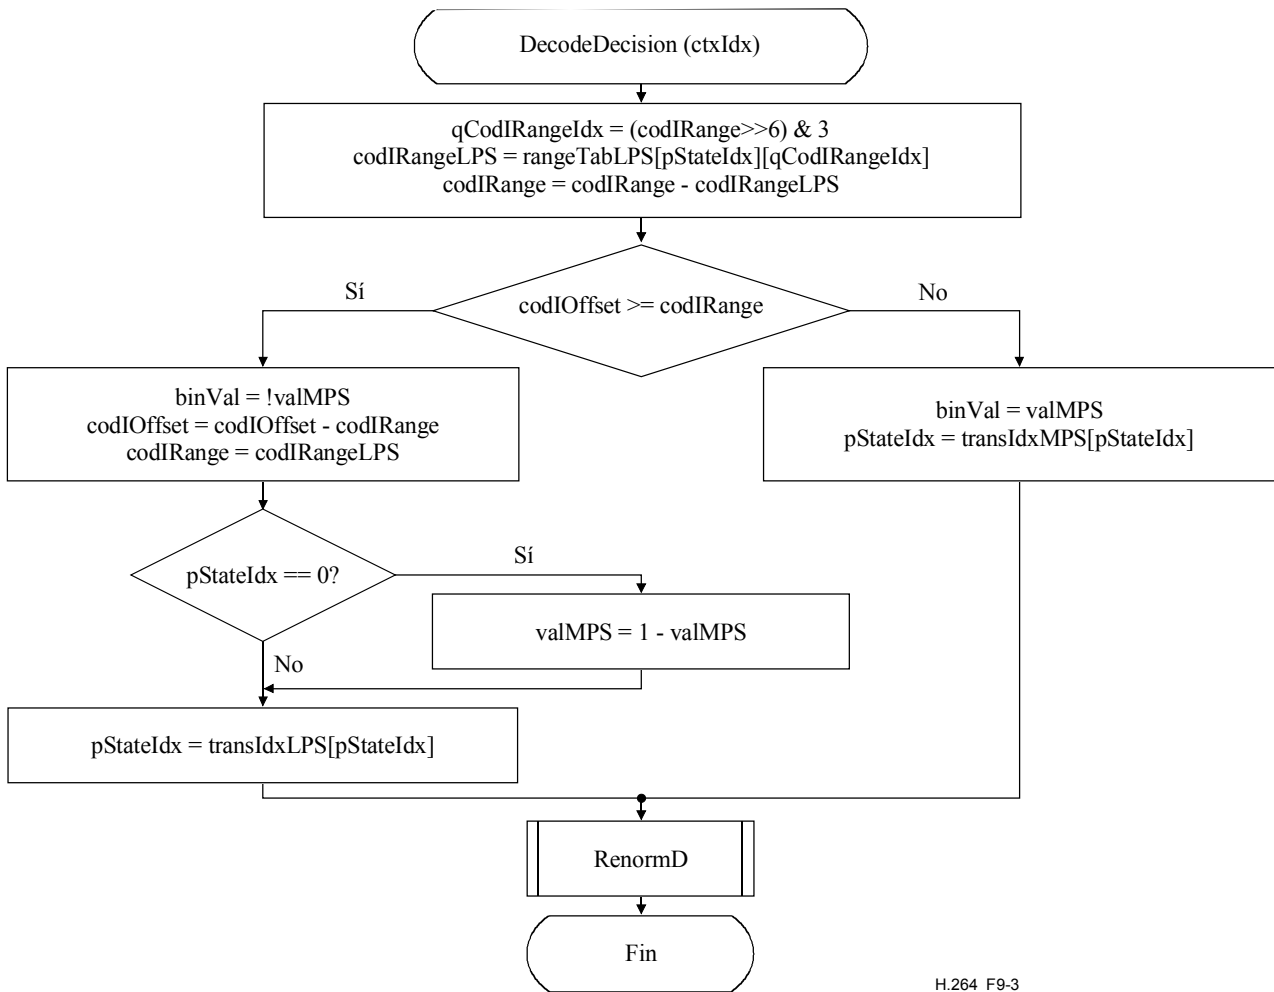 DecodeDecision (ctxIdx)
qCodIRangeIdx = (codIRange>>6) & 3
codIRangeLPS = rangeTabLPS[pStateIdx][qCodIRangeIdx]
codIRange = codIRange - codIRangeLPS
Sí
codIOffset >= codIRange
No
binVal = !valMPS
codIOffset = codIOffset - codIRange
codIRange = codIRangeLPS
binVal = valMPS
pStateIdx = transIdxMPS[pStateIdx]
pStateIdx == 0?
Sí
valMPS = 1 - valMPS
No
pStateIdx = transIdxLPS[pStateIdx]
RenormD
Fin
H.264_F9-3